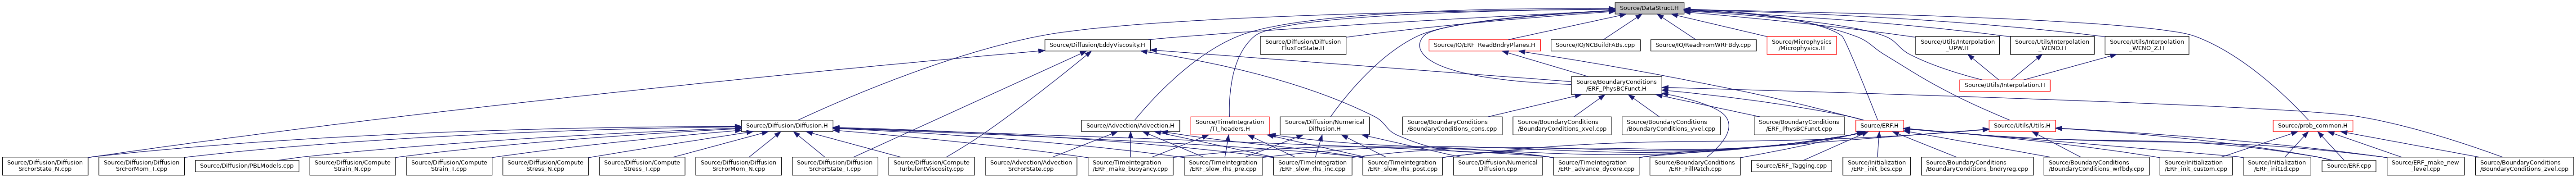 Source/DataStruct.H
Source/Diffusion/EddyViscosity.H
Source/Diffusion/Diffusion
FluxForState.H
Source/IO/ERF_ReadBndryPlanes.H
Source/IO/NCBuildFABs.cpp
Source/IO/ReadFromWRFBdy.cpp
Source/Microphysics
/Microphysics.H
Source/Utils/Interpolation
_UPW.H
Source/Utils/Interpolation
_WENO.H
Source/Utils/Interpolation
_WENO_Z.H
Source/BoundaryConditions
/ERF_PhysBCFunct.H
Source/Utils/Interpolation.H
Source/Diffusion/Diffusion.H
Source/Advection/Advection.H
Source/TimeIntegration
/TI_headers.H
Source/Diffusion/Numerical
Diffusion.H
Source/BoundaryConditions
/BoundaryConditions_cons.cpp
Source/BoundaryConditions
/BoundaryConditions_xvel.cpp
Source/BoundaryConditions
/BoundaryConditions_yvel.cpp
Source/BoundaryConditions
/ERF_PhysBCFunct.cpp
Source/ERF.H
Source/Utils/Utils.H
Source/prob_common.H
Source/Diffusion/Diffusion
SrcForState_N.cpp
Source/Diffusion/Diffusion
SrcForMom_T.cpp
Source/Diffusion/PBLModels.cpp
Source/Diffusion/Compute
Strain_N.cpp
Source/Diffusion/Compute
Strain_T.cpp
Source/Diffusion/Compute
Stress_N.cpp
Source/Diffusion/Compute
Stress_T.cpp
Source/Diffusion/Diffusion
SrcForMom_N.cpp
Source/Diffusion/Diffusion
SrcForState_T.cpp
Source/Diffusion/Compute
TurbulentViscosity.cpp
Source/Advection/Advection
SrcForState.cpp
Source/TimeIntegration
/ERF_make_buoyancy.cpp
Source/TimeIntegration
/ERF_slow_rhs_pre.cpp
Source/TimeIntegration
/ERF_slow_rhs_inc.cpp
Source/TimeIntegration
/ERF_slow_rhs_post.cpp
Source/Diffusion/Numerical
Diffusion.cpp
Source/TimeIntegration
/ERF_advance_dycore.cpp
Source/BoundaryConditions
/ERF_FillPatch.cpp
Source/ERF_Tagging.cpp
Source/Initialization
/ERF_init_bcs.cpp
Source/BoundaryConditions
/BoundaryConditions_bndryreg.cpp
Source/BoundaryConditions
/BoundaryConditions_wrfbdy.cpp
Source/Initialization
/ERF_init_custom.cpp
Source/Initialization
/ERF_init1d.cpp
Source/ERF.cpp
Source/ERF_make_new
_level.cpp
Source/BoundaryConditions
/BoundaryConditions_zvel.cpp